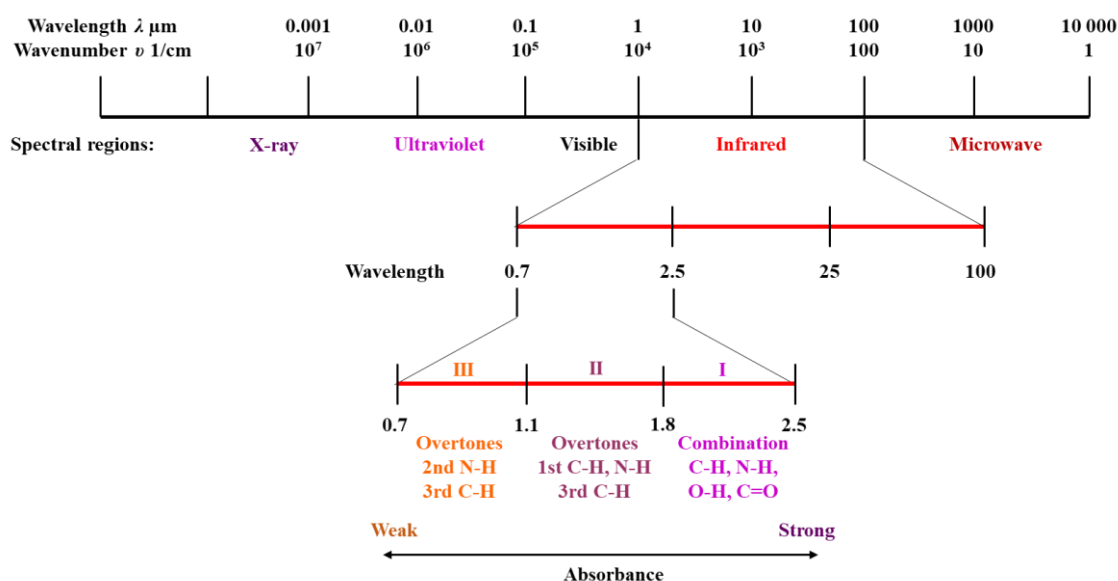 Wavelength λ µm 0.001 0.01 0.1 1 10 100 1000 10 000
Wavenumber υ 1/cm 10⁷ 10⁶ 10⁵ 10⁴ 10³ 100 10 1
Spectral regions: X-ray Ultraviolet Visible Infrared Microwave
Wavelength 0.7 2.5 25 100
III II I
0.7 1.1 1.8 2.5
Overtones Overtones Combination
2nd N-H 1st C-H, N-H C-H, N-H,
3rd C-H 3rd C-H O-H, C=O
Weak Strong
Absorbance